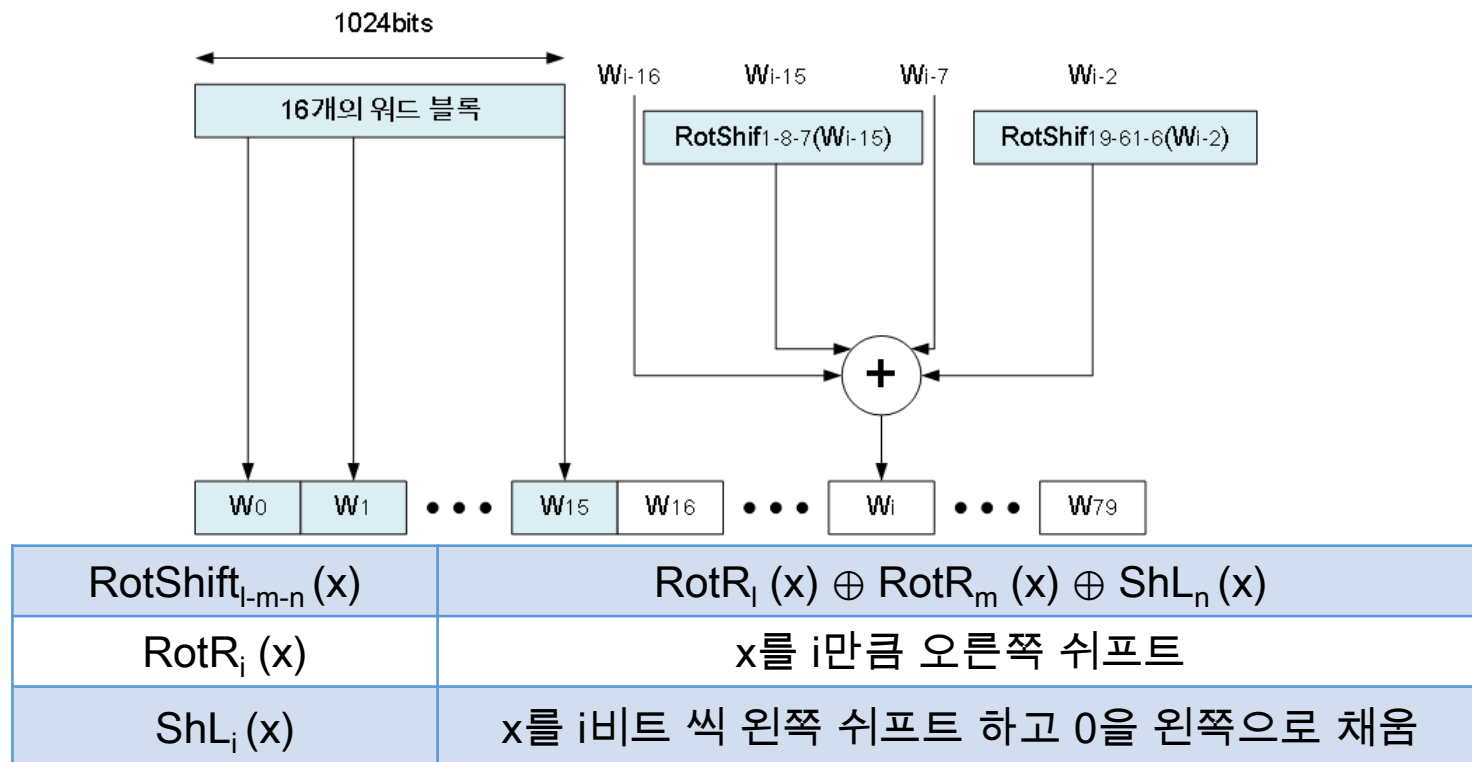 1024bits
Wi-16 Wi-15 Wi-7 Wi-2
16개의 워드 블록
RotShif1-8-7(Wi-15) RotShif19-61-6(Wi-2)
+
W0 W1 ••• W15 W16 ••• Wi ••• W79
RotShiftl-m-n (x) RotRl (x) ⊕ RotRm (x) ⊕ ShLn (x)
RotRi (x) x를 i만큼 오른쪽 쉬프트
ShLi (x) x를 i비트 씩 왼쪽 쉬프트 하고 0을 왼쪽으로 채움